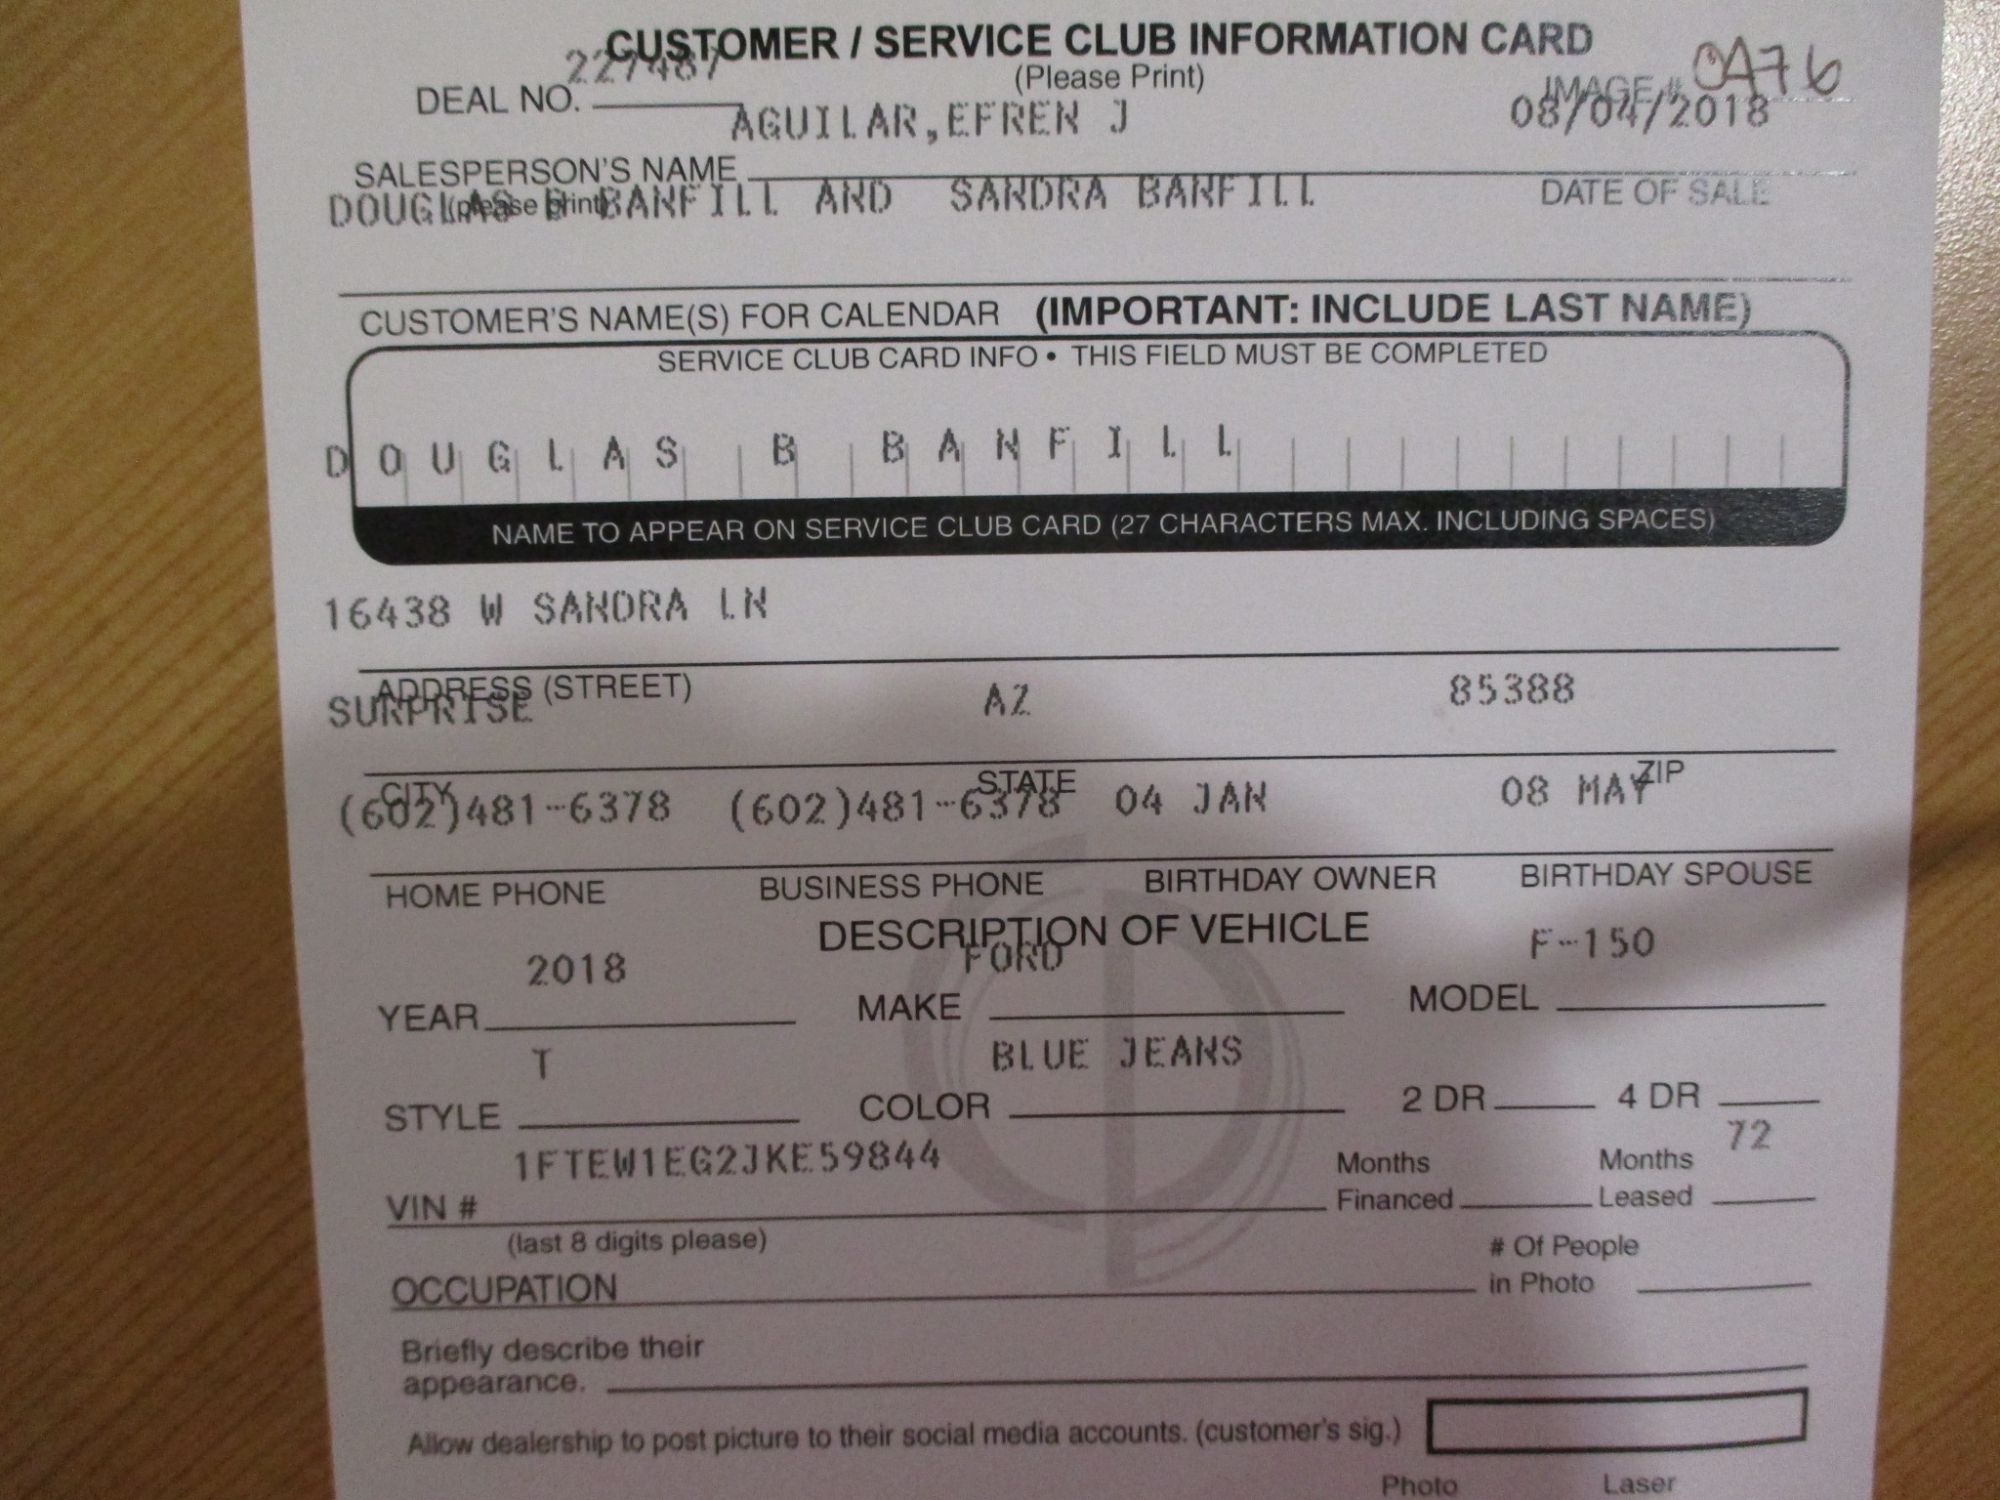 CUSTOMER / SERVICE CLUB INFORMATION CARD
(Please Print)
227487
DEAL NO.
IMAGE # 0A76
AGUILAR,EFREN J
08/04/2018
SALESPERSON'S NAME
(please print)
DATE OF SALE
DOUGLAS B BANFILL AND SANDRA BANFILL
CUSTOMER'S NAME(S) FOR CALENDAR (IMPORTANT: INCLUDE LAST NAME)
SERVICE CLUB CARD INFO • THIS FIELD MUST BE COMPLETED
DOUGLAS B BANFILL
NAME TO APPEAR ON SERVICE CLUB CARD (27 CHARACTERS MAX. INCLUDING SPACES)
16438 W SANDRA LN
ADDRESS (STREET)
SURPRISE AZ 85388
CITY STATE ZIP
(602)481-6378 (602)481-6378 04 JAN 08 MAY
HOME PHONE BUSINESS PHONE BIRTHDAY OWNER BIRTHDAY SPOUSE
DESCRIPTION OF VEHICLE
2018 FORD F-150
YEAR MAKE MODEL
T BLUE JEANS
STYLE COLOR 2 DR 4 DR
1FTEW1EG2JKE59844 72
VIN # Months Financed Months Leased
(last 8 digits please)
OCCUPATION # Of People in Photo
Briefly describe their
appearance.
Allow dealership to post picture to their social media accounts. (customer's sig.)
Photo Laser